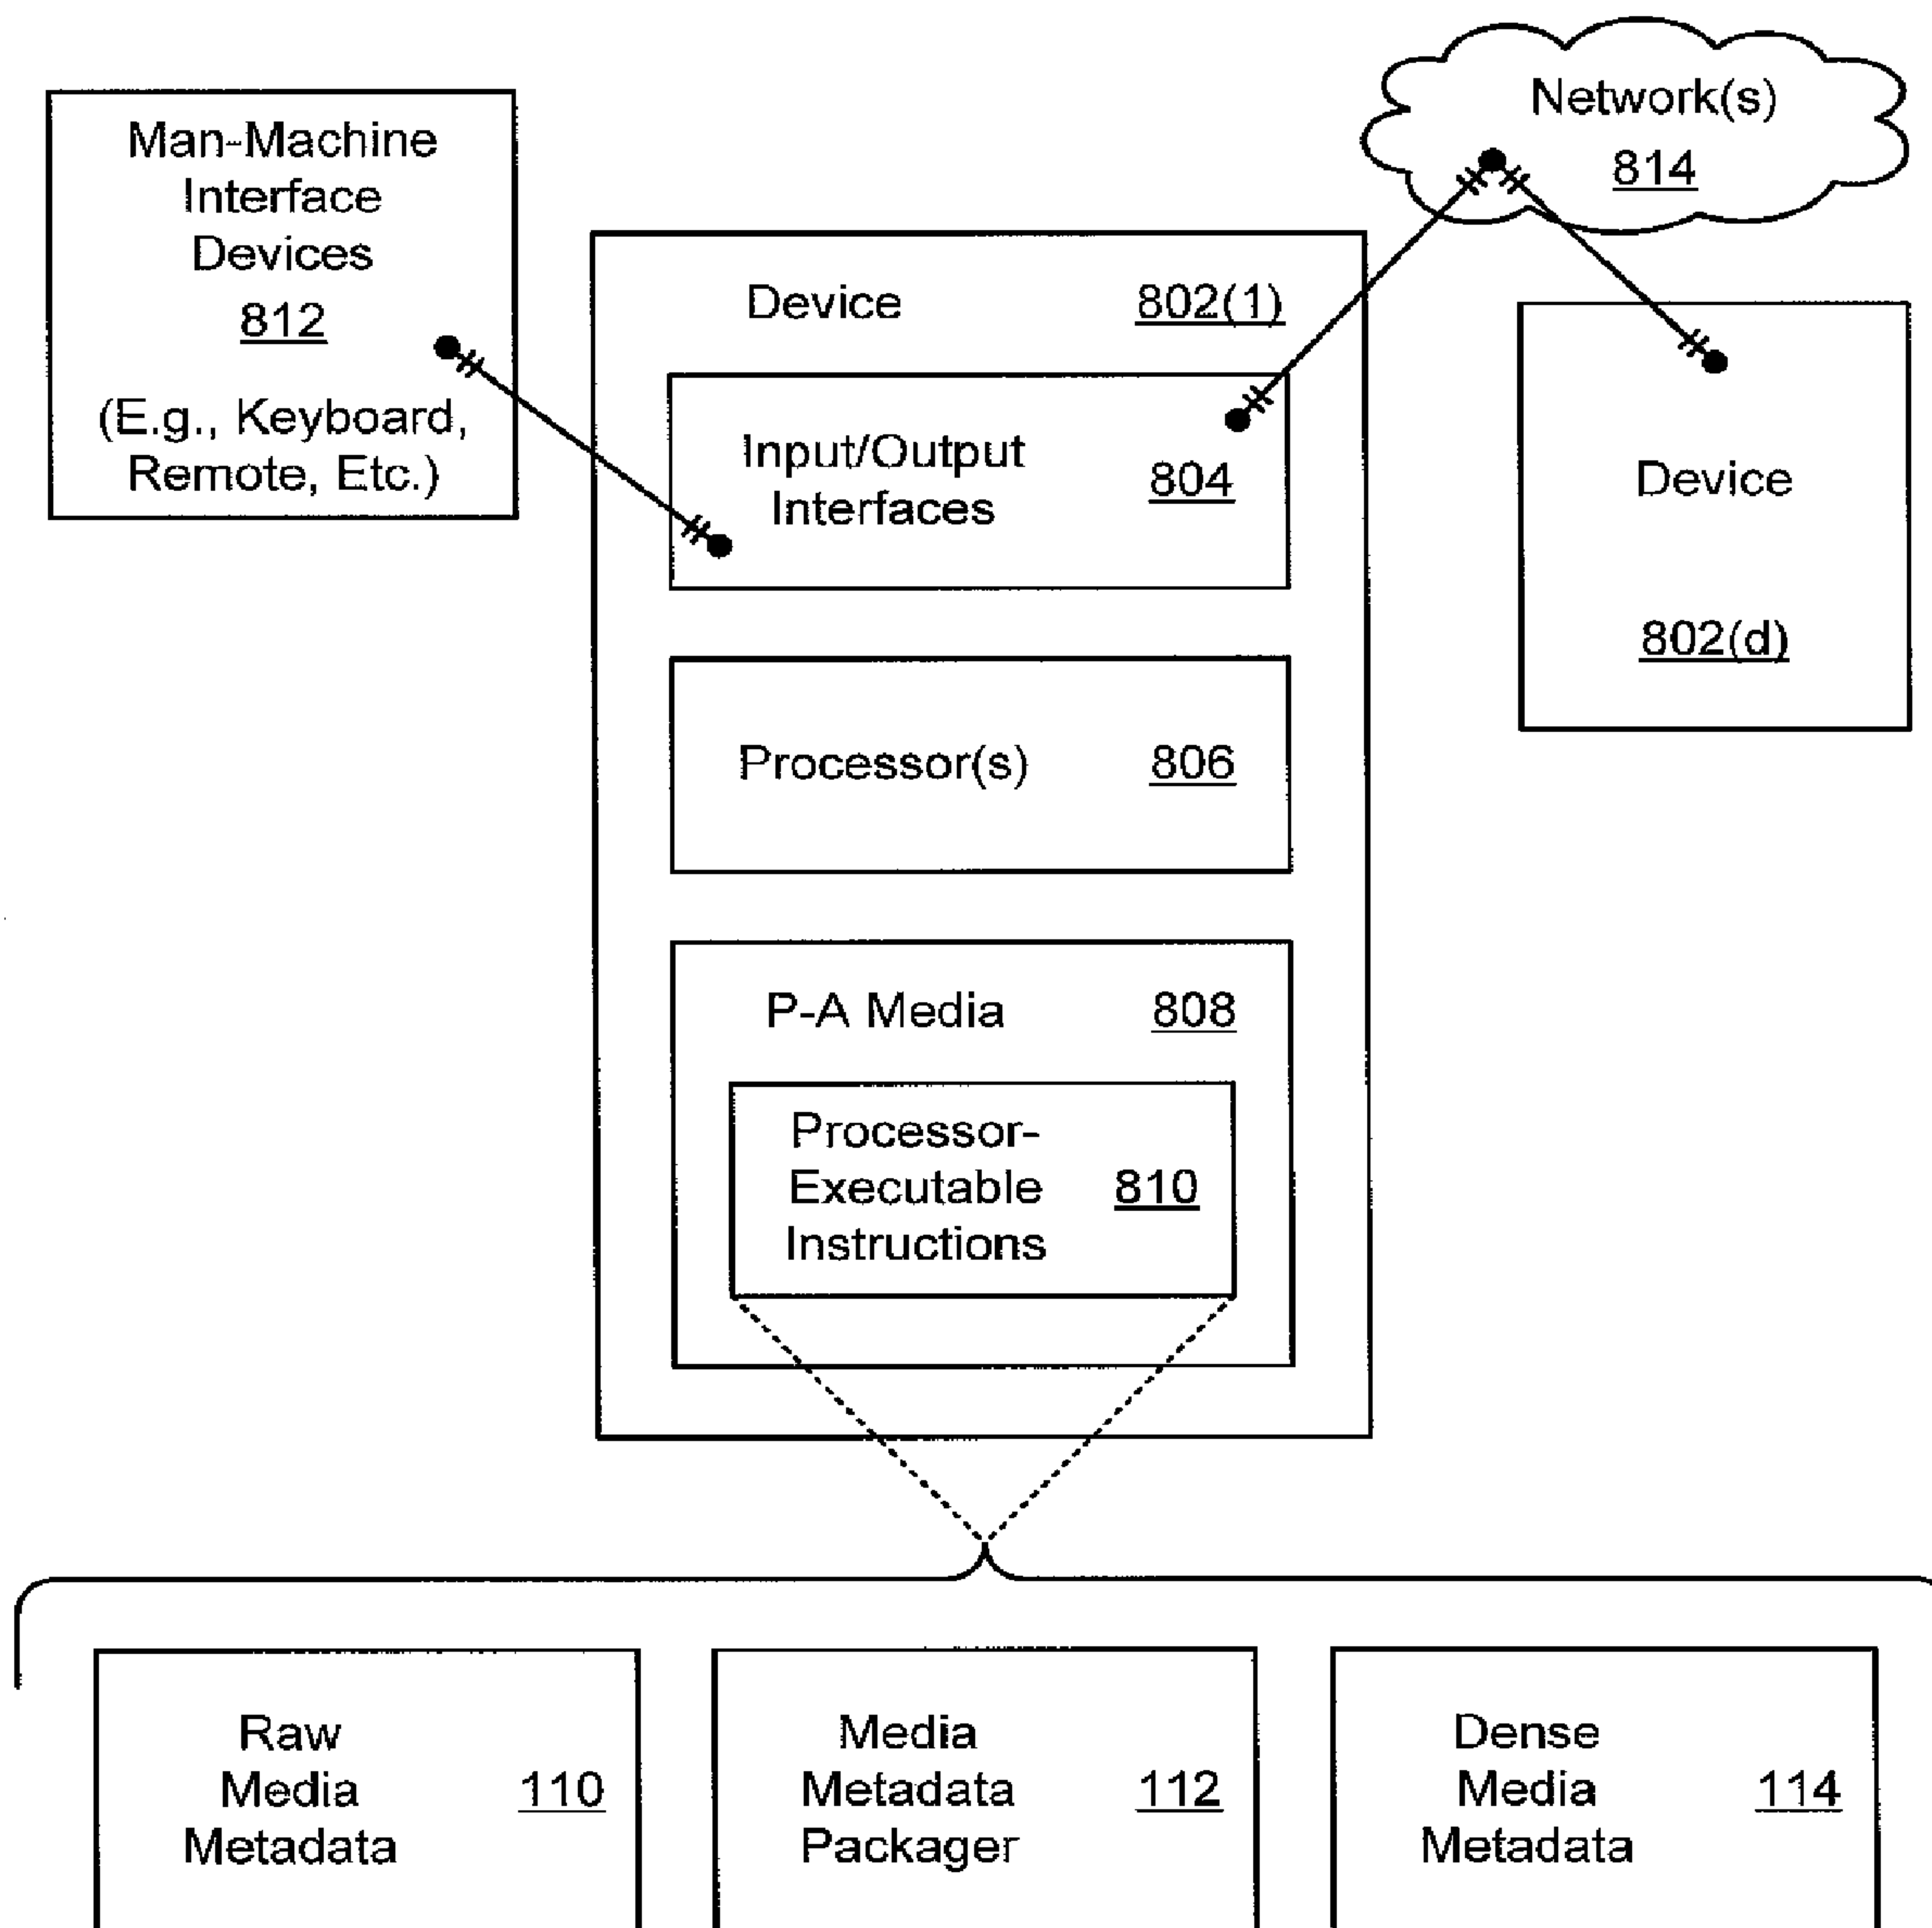 Network(s)
814
Man-Machine
Interface
Devices
812
(E.g., Keyboard,
Remote, Etc.)
Device 802(1)
Input/Output
Interfaces
804
Device
802(d)
Processor(s) 806
P-A Media 808
Processor-
Executable
Instructions
810
Raw
Media
Metadata
110
Media
Metadata
Packager
112
Dense
Media
Metadata
114